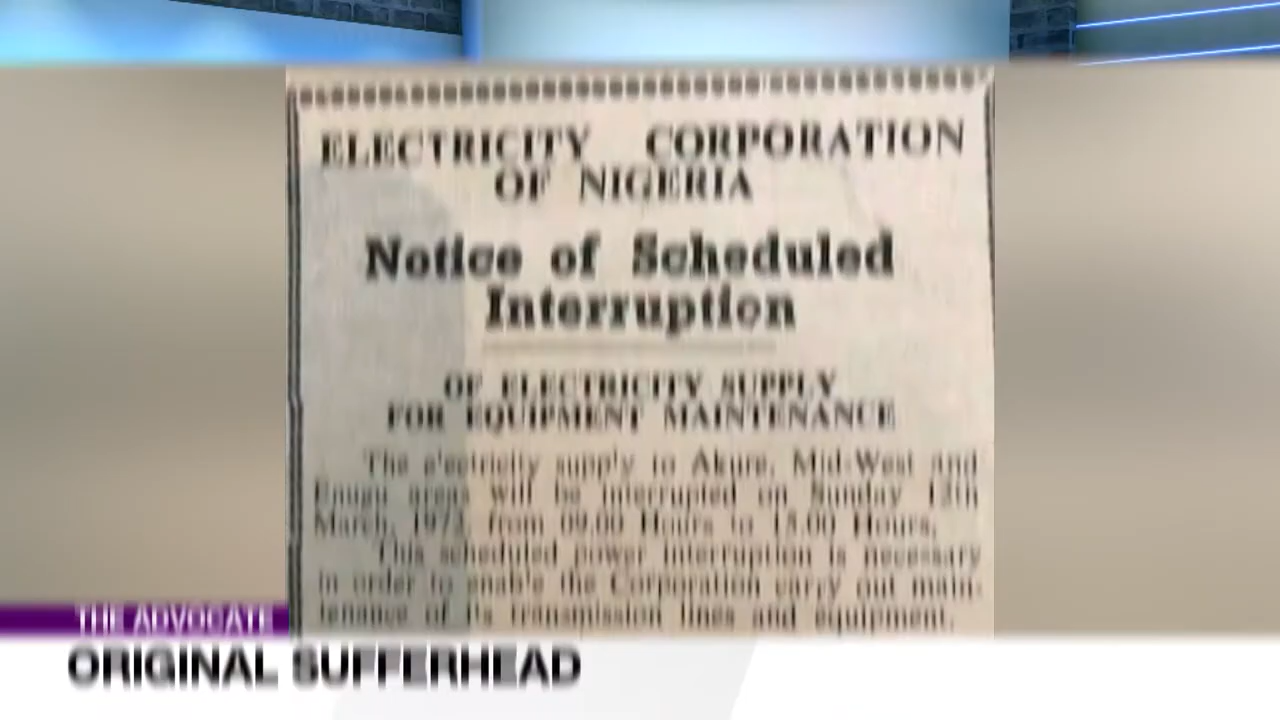 ELECTRICITY CORPORATION
OF NIGERIA
Notice of Scheduled
Interruption
OF ELECTRICITY SUPPLY
FOR EQUIPMENT MAINTENANCE
The electricity supply to Akure, Mid-West and
Enugu areas will be interrupted on Sunday 12th
March, from 09.00 Hours to 15.00 Hours.
This scheduled power interruption is necessary
in order to enable the Corporation carry out main-
tenance of its transmission lines and equipment.
THE ADVOCATE
ORIGINAL SUFFERHEAD